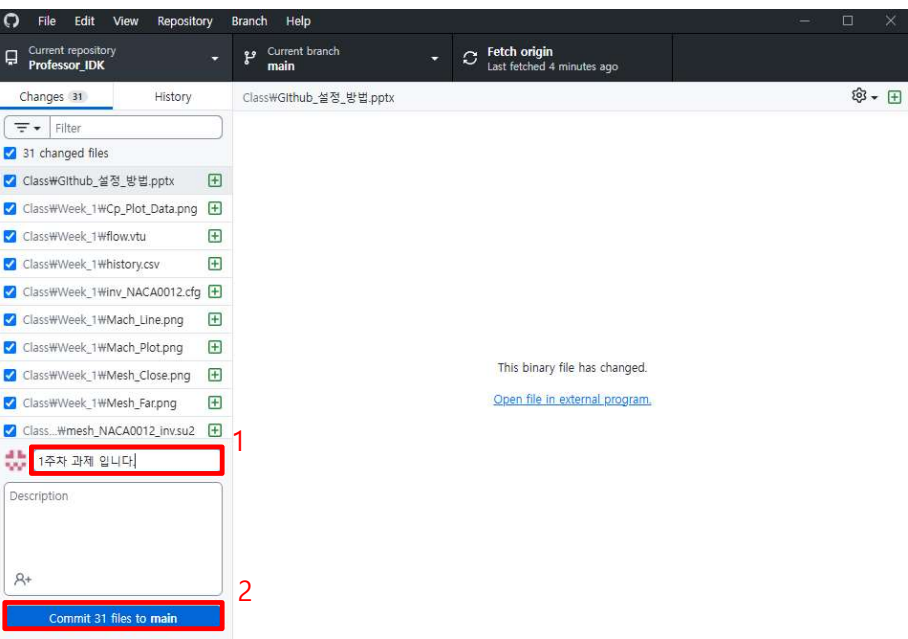 File Edit View Repository Branch Help
Current repository
Professor_IDK
Current branch
main
Fetch origin
Last fetched 4 minutes ago
Changes 31
History
Class₩GIthub_설정_방법.pptx
Filter
31 changed files
Class₩GIthub_설정_방법.pptx
Class₩Week_1₩Cp_Plot_Data.png
Class₩Week_1₩flow.vtu
Class₩Week_1₩history.csv
Class₩Week_1₩inv_NACA0012.cfg
Class₩Week_1₩Mach_Line.png
Class₩Week_1₩Mach_Plot.png
Class₩Week_1₩Mesh_Close.png
Class₩Week_1₩Mesh_Far.png
Class...₩mesh_NACA0012_inv.su2
This binary file has changed.
Open file in external program.
1
1주차 과제 입니다.
Description
2
Commit 31 files to main